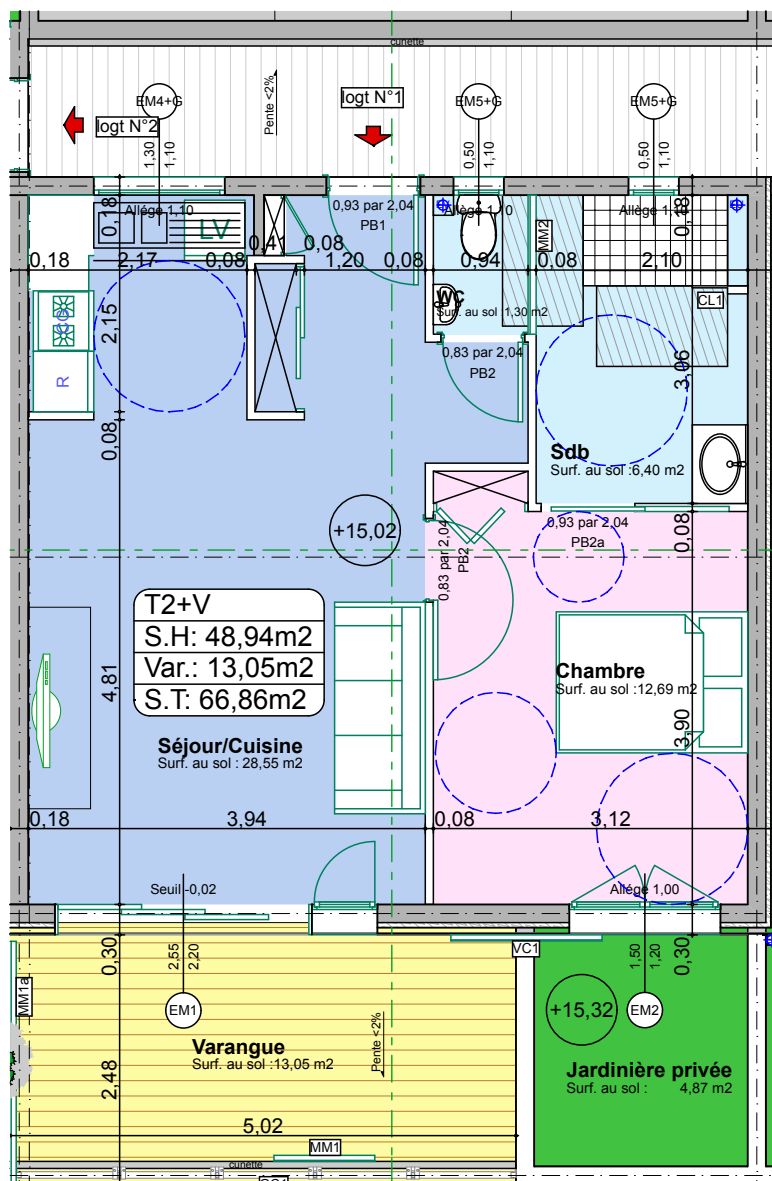 cunette
EM4+G
EM5+G
EM5+G
logt N°2
logt N°1
Pente <2%
1,30
1,10
0,50
1,10
0,50
1,10
0,18
Allége 1,10
LV
0,93 par 2,04
PB1
MM2
Allège 1,10
0,18
0,41
0,08
0,18
2,17
0,08
1,20
0,08
0,94
0,08
2,10
WC
Surf. au sol :1,30 m2
CL1
2,15
R
0,83 par 2,04
PB2
3,06
0,08
Sdb
Surf. au sol :6,40 m2
+15,02
0,93 par 2,04
PB2a
0,08
0,83 par 2,04
PB2
T2+V
S.H: 48,94m2
Var.: 13,05m2
S.T: 66,86m2
4,81
Chambre
Surf. au sol :12,69 m2
3,90
Séjour/Cuisine
Surf. au sol : 28,55 m2
0,18
3,94
0,08
3,12
Seuil -0,02
Allége 1,00
0,30
2,55
2,20
VC1
1,50
1,20
0,30
MM1a
EM1
+15,32
EM2
Pente <2%
Varangue
Surf. au sol :13,05 m2
Jardinière privée
Surf. au sol : 4,87 m2
2,48
5,02
MM1
cunette